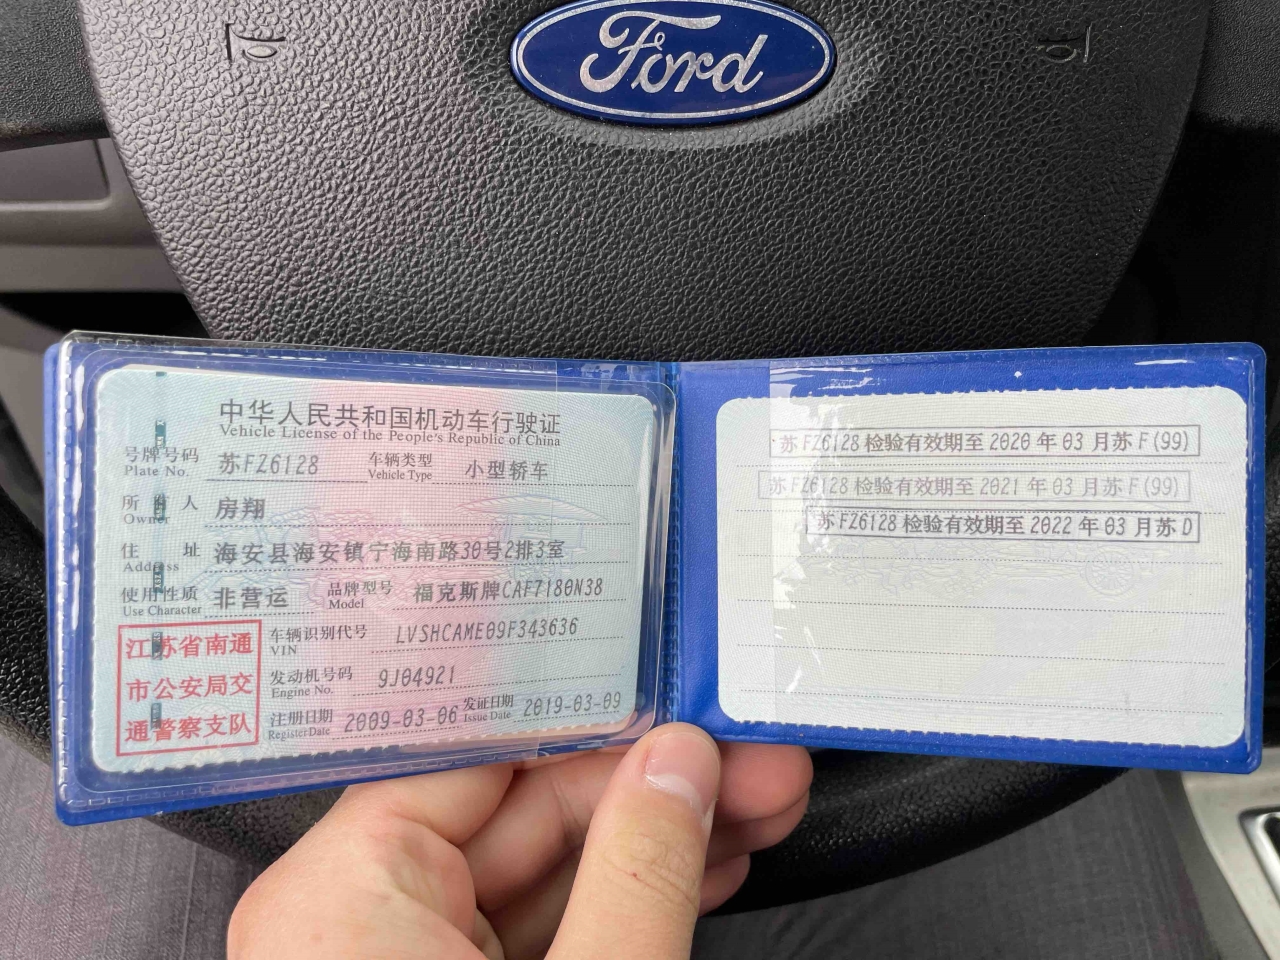 Ford
中华人民共和国机动车行驶证
Vehicle License of the People's Republic of China
号牌号码 苏FZ6128 车辆类型 小型轿车
Plate No. Vehicle Type
所有人 房翔
Owner
住址 海安县海安镇宁海南路30号2排3室
Address
使用性质 非营运 品牌型号 福克斯牌CAF7180N38
Use Character Model
江苏省南通
市公安局交
通警察支队
车辆识别代号 LVSHCAME09F343636
VIN
发动机号码 9J04921
Engine No.
注册日期 2009-03-06 发证日期 2019-03-09
Register Date Issue Date
苏FZ6128 检验有效期至 2020 年 03 月苏 F (99)
苏FZ6128 检验有效期至 2021 年 03 月苏 F (99)
苏FZ6128 检验有效期至 2022 年 03 月苏 D